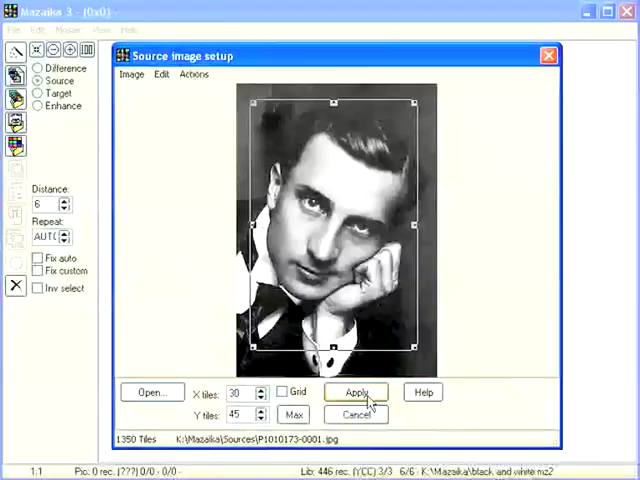 Mazaika 3 - (0x0) -
File Edit Mosaic View Help
Source image setup
Image Edit Actions
100
Difference
Source
Target
Enhance
Distance:
6
Repeat:
AUTO
Fix auto
Fix custom
Inv select
Open...
X tiles: 30
Grid
Apply
Help
Y tiles: 45
Max
Cancel
1350 Tiles K:\Mazaika\Sources\P1010173-0001.jpg
1:1 Pic: 0 rec. (???) 0/0 - 0/0 - Lib: 446 rec. (YCC) 3/3 6/6 - K:\Mazaika\black and white.mz2